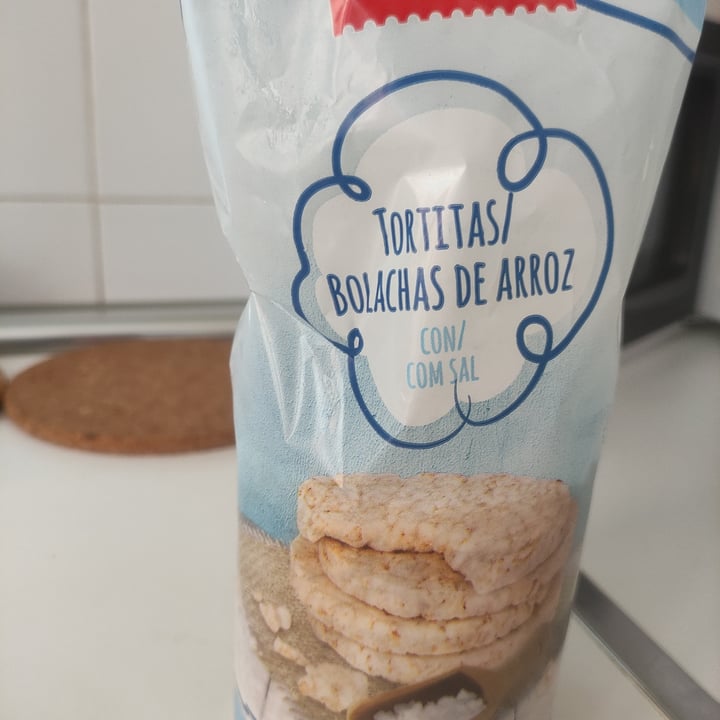 TORTITAS/
BOLACHAS DE ARROZ
CON/
COM SAL